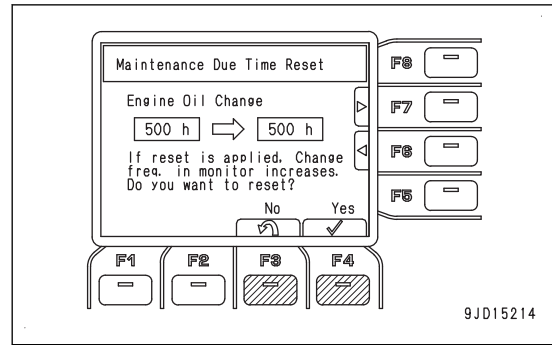 Maintenance Due Time Reset
F8
Engine Oil Change
500 h 500 h
F7
If reset is applied, Change
freq. in monitor increases.
Do you want to reset?
F6
No Yes
F5
F1 F2 F3 F4
9JD15214